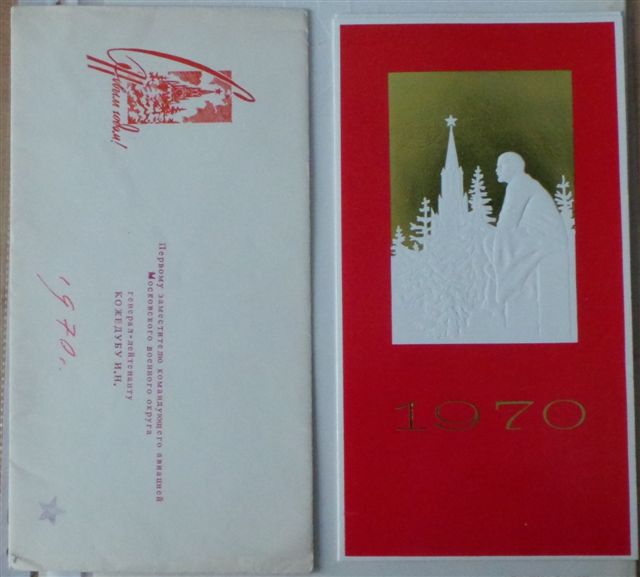 С Новым годом!
Первому заместителю командующего авиацией
Московского военного округа
генерал-лейтенанту
КОЖЕДУБУ И.Н.
1970 г.
1970